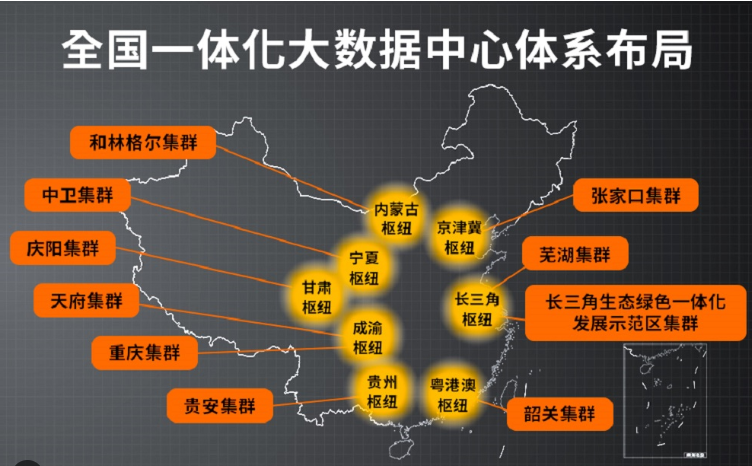 全国一体化大数据中心体系布局
和林格尔集群
中卫集群
庆阳集群
天府集群
重庆集群
贵安集群
内蒙古
枢纽
京津冀
枢纽
宁夏
枢纽
甘肃
枢纽
长三角
枢纽
成渝
枢纽
贵州
枢纽
粤港澳
枢纽
张家口集群
芜湖集群
长三角生态绿色一体化
发展示范区集群
韶关集群